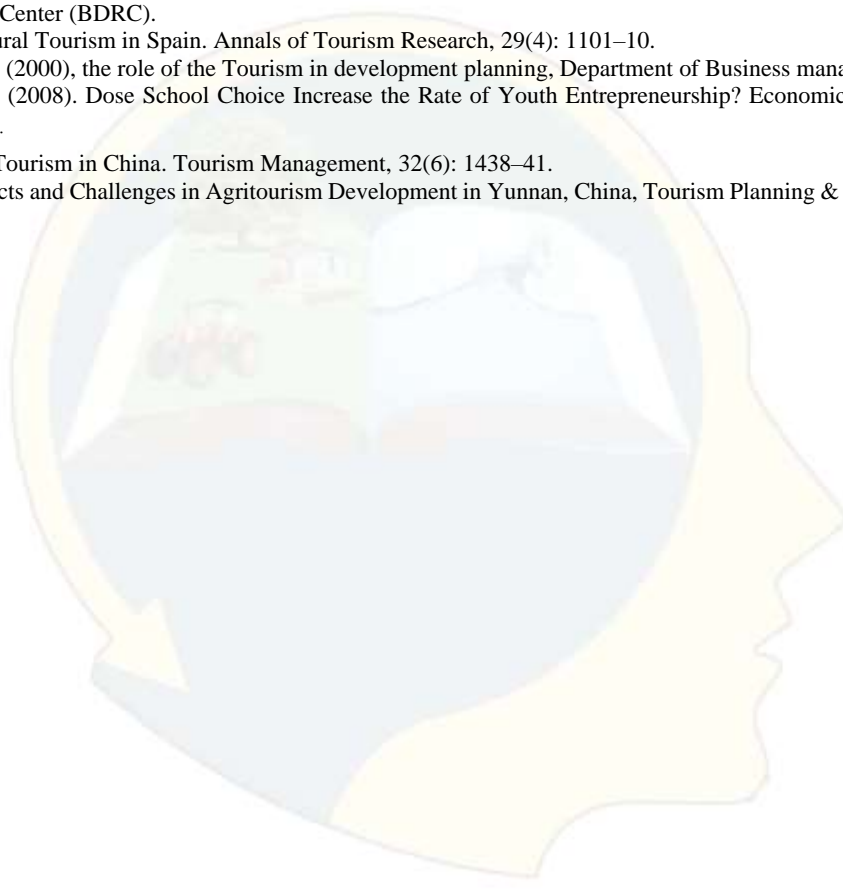 Center (BDRC).
ural Tourism in Spain. Annals of Tourism Research, 29(4): 1101–10.
(2000), the role of the Tourism in development planning, Department of Business mana
(2008). Dose School Choice Increase the Rate of Youth Entrepreneurship? Economic
.
Tourism in China. Tourism Management, 32(6): 1438–41.
cts and Challenges in Agritourism Development in Yunnan, China, Tourism Planning &